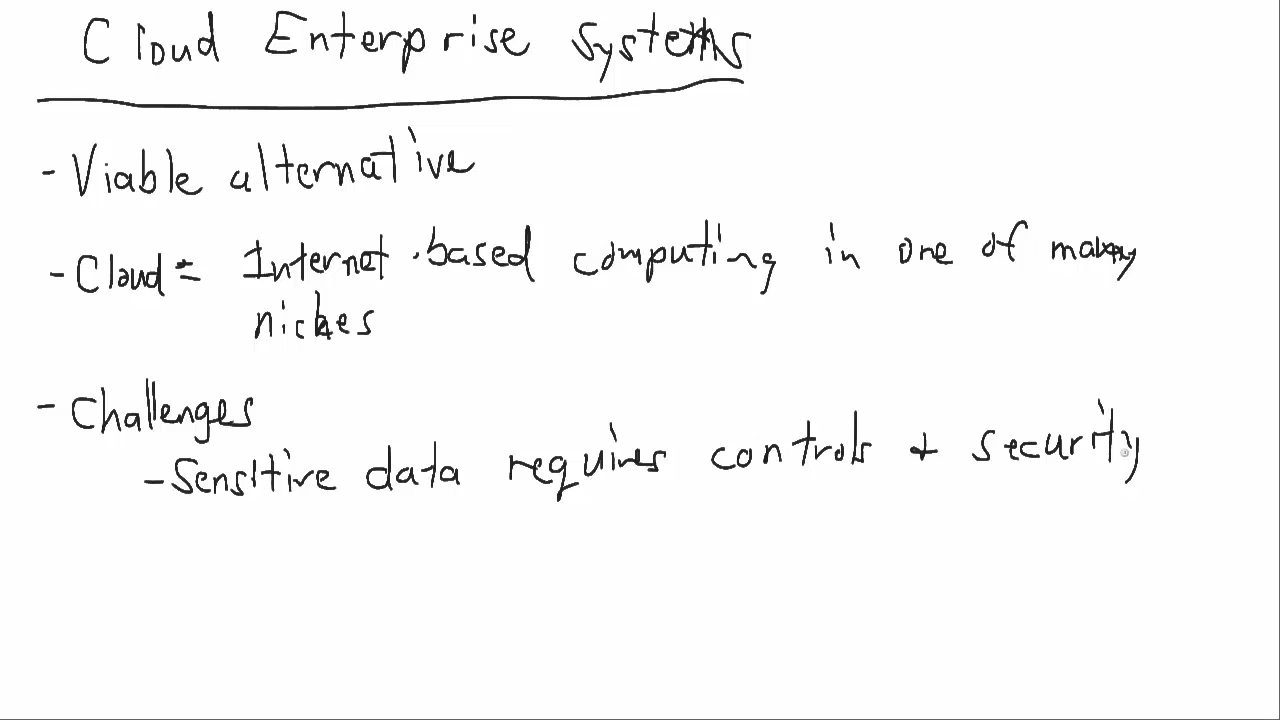 Cloud Enterprise Systems
- Viable alternative
- Cloud = Internet-based computing in one of many
niches
- Challenges
- Sensitive data requires controls + security